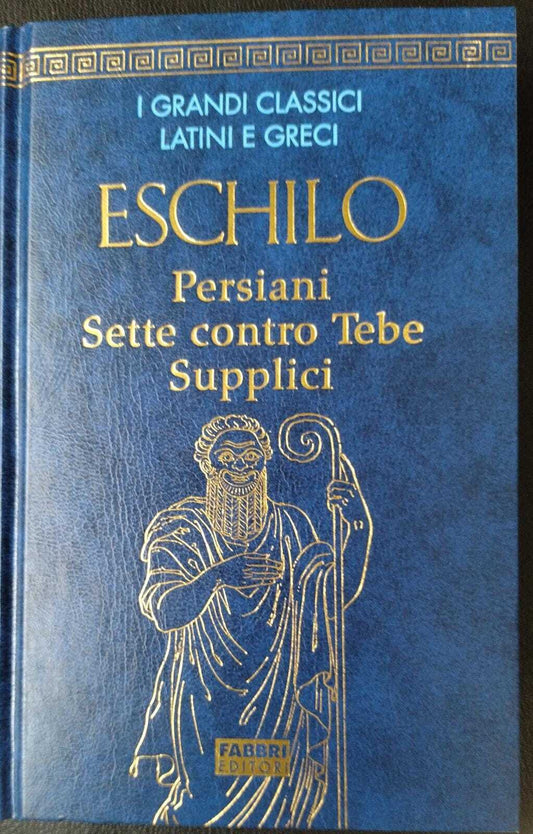 I GRANDI CLASSICI
LATINI E GRECI
ESCHILO
Persiani
Sette contro Tebe
Supplici
FABBRI
EDITORI